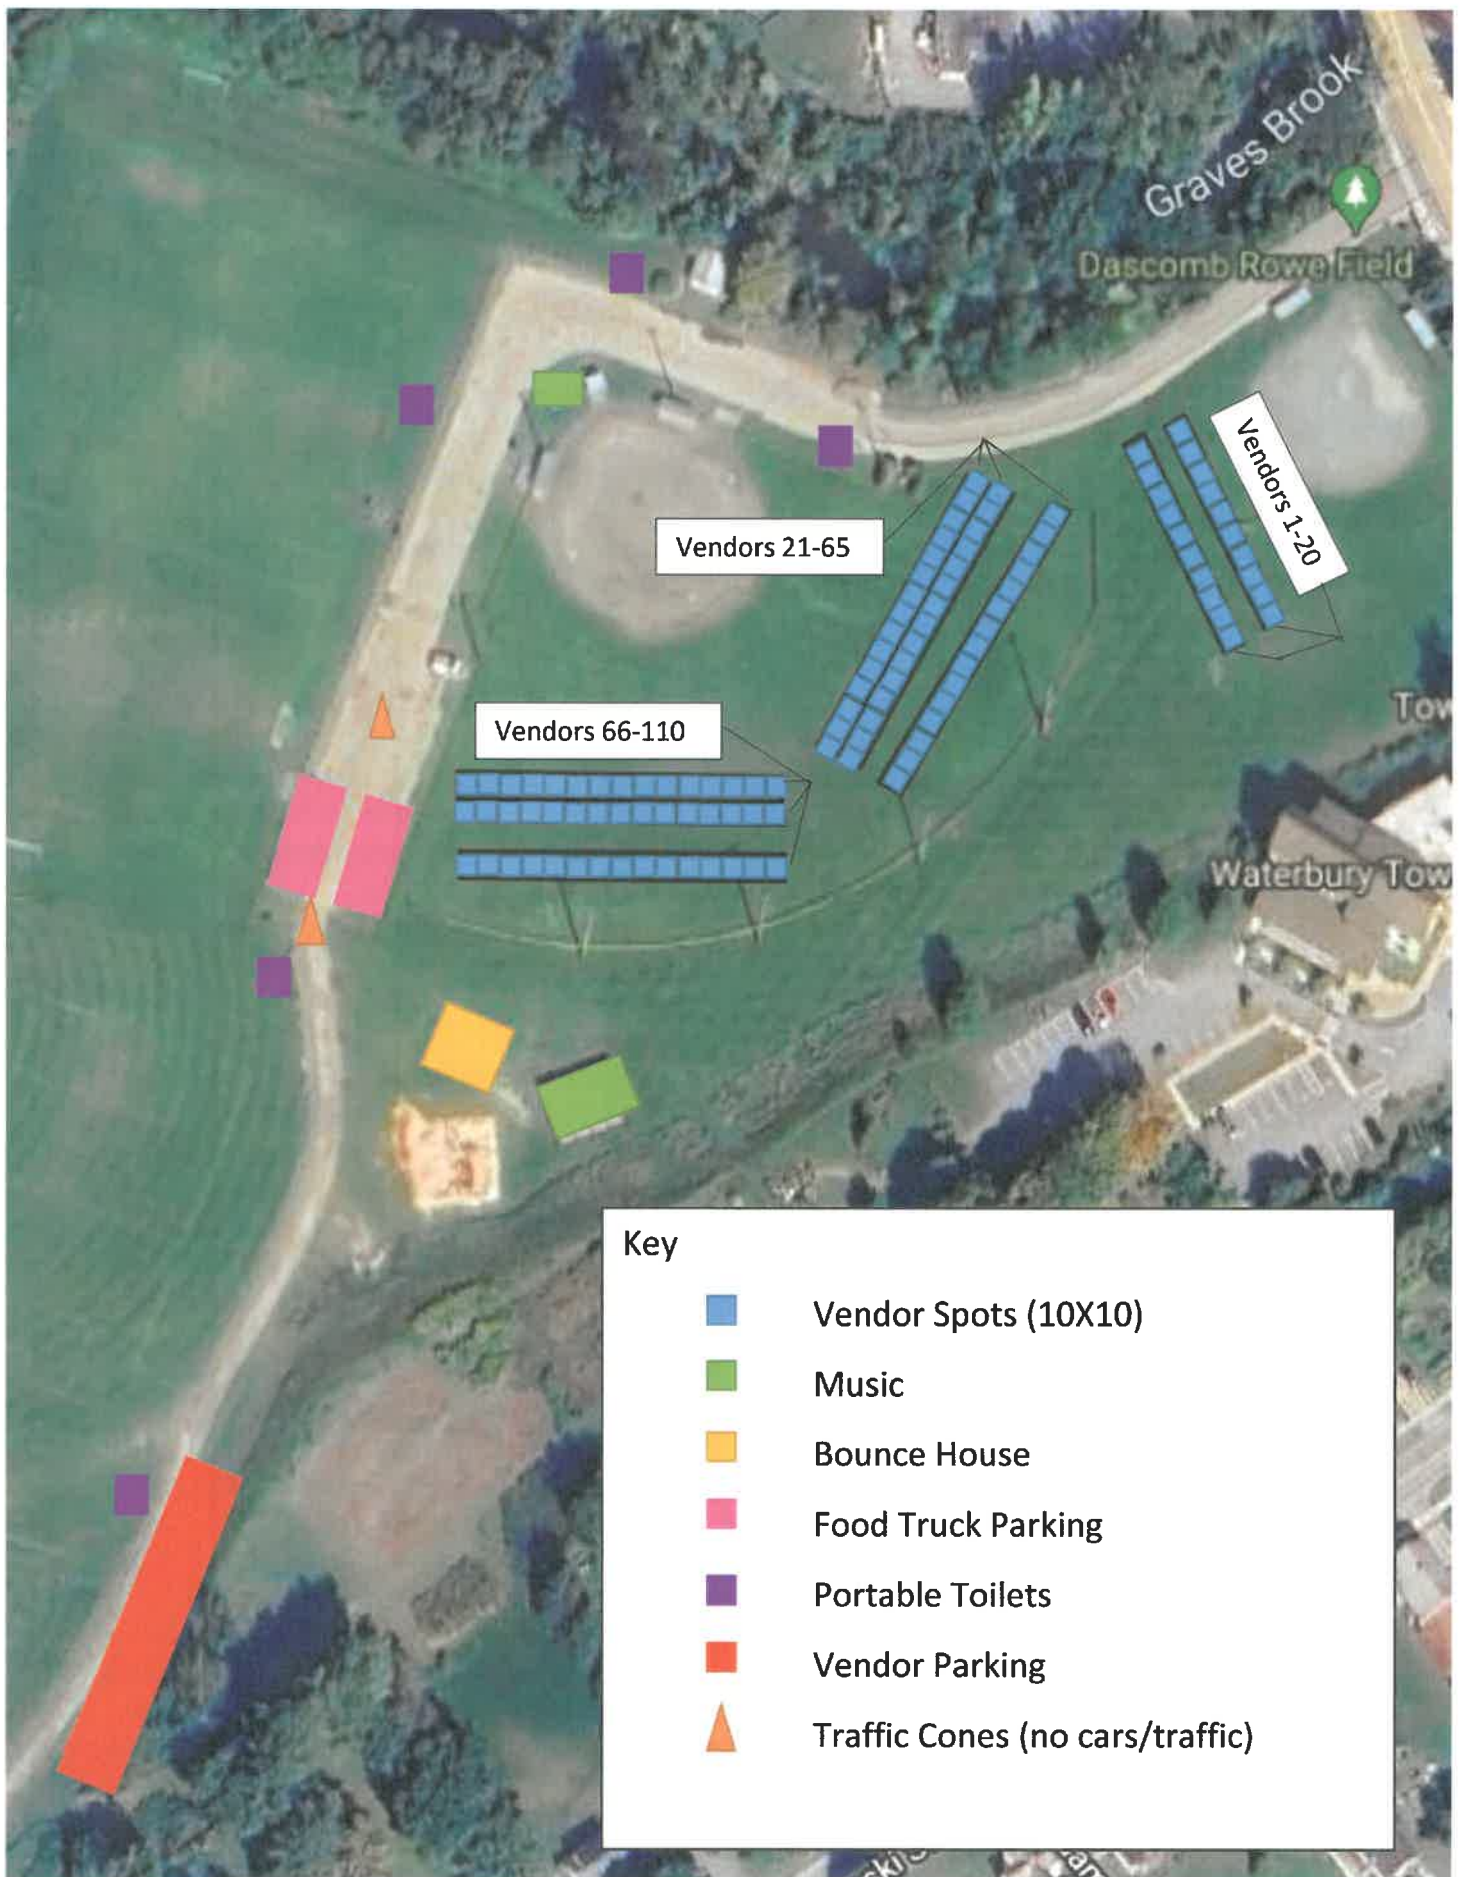 Graves Brook
Dascomb Rowe Field
Vendors 1-20
Vendors 21-65
Vendors 66-110
Waterbury Tow
Key
Vendor Spots (10X10)
Music
Bounce House
Food Truck Parking
Portable Toilets
Vendor Parking
Traffic Cones (no cars/traffic)